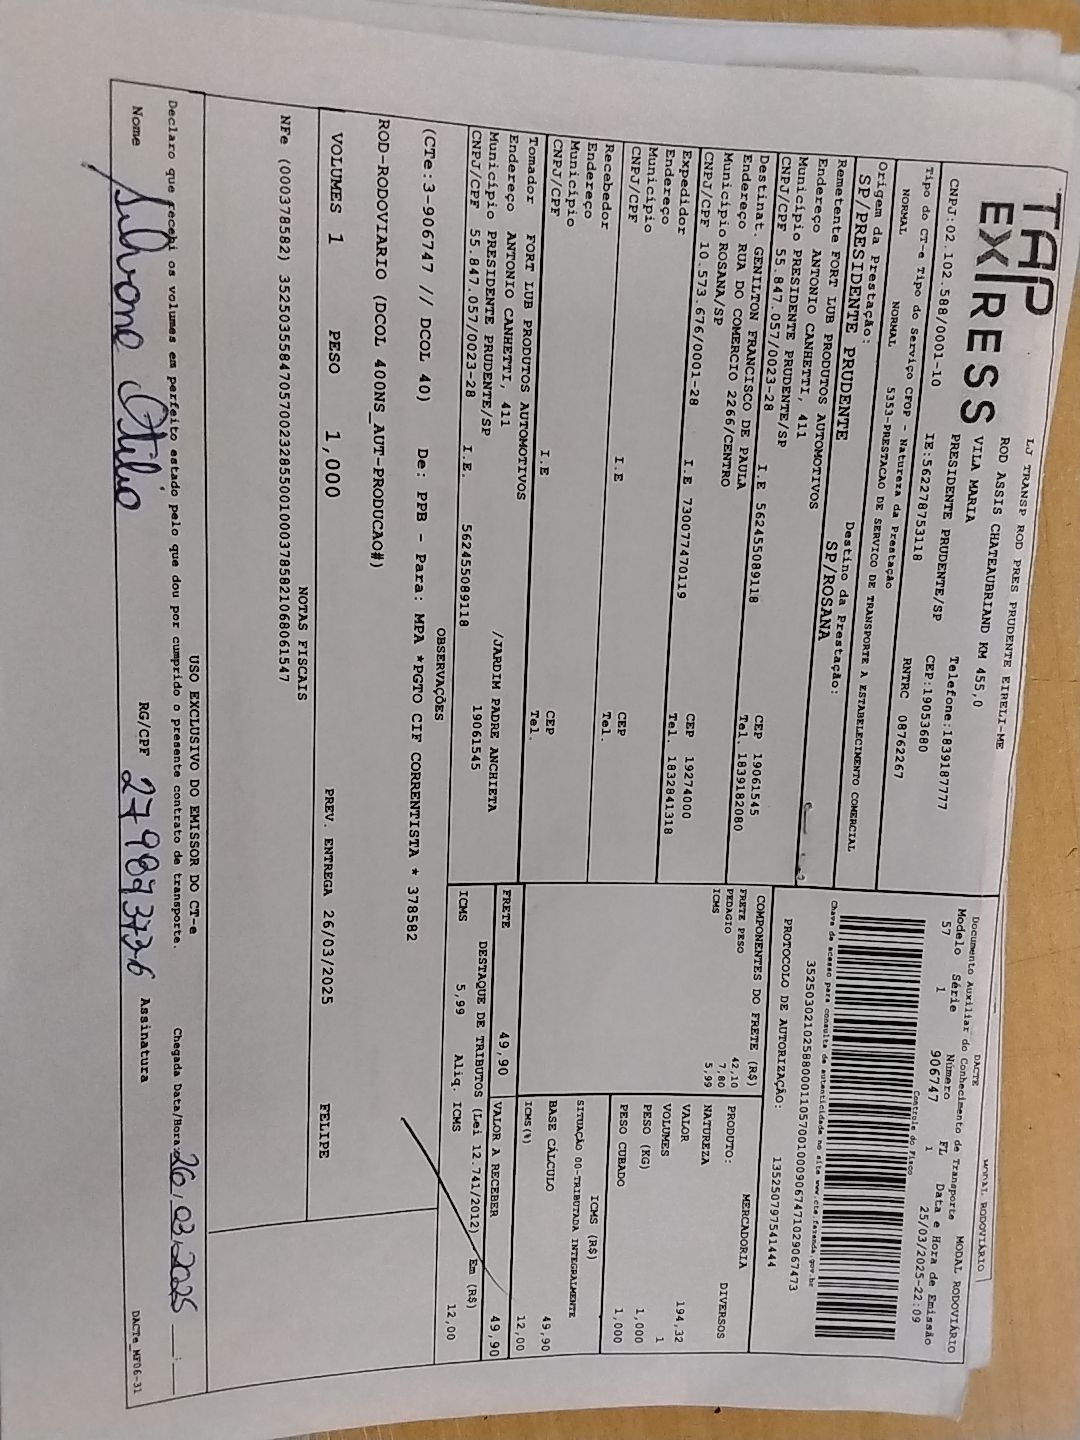 MODAL RODOVIÁRIO
TAP
EXPRESS
LJ TRANSP ROD PRES PRUDENTE EIRELI-ME
ROD ASSIS CHATEAUBRIAND KM 455,0
VILA MARIA
PRESIDENTE PRUDENTE/SP Telefone:1839187777
CNPJ:02.102.588/0001-10 IE:562278753118 CEP:19053680
Tipo do CT-e Tipo do Serviço CFOP - Natureza da Prestação RNTRC 08762267
NORMAL NORMAL 5353-PRESTACAO DE SERVICO DE TRANSPORTE A ESTABELECIMENTO COMERCIAL
Origem da Prestação: Destino da Prestação:
SP/PRESIDENTE PRUDENTE SP/ROSANA
Remetente FORT LUB PRODUTOS AUTOMOTIVOS
Endereço ANTONIO CANHETTI, 411
Município PRESIDENTE PRUDENTE/SP CEP 19061545
CNPJ/CPF 55.847.057/0023-28 I.E 562455089118 Tel. 1839182080
Destinat. GENILTON FRANCISCO DE PAULA
Endereço RUA DO COMERCIO 2266/CENTRO
Município ROSANA/SP CEP 19274000
CNPJ/CPF 10.573.676/0001-28 I.E 730077470119 Tel. 1832841318
Expedidor
Endereço
Município CEP
CNPJ/CPF I.E Tel.
Recebedor
Endereço
Município CEP
CNPJ/CPF I.E Tel.
Tomador FORT LUB PRODUTOS AUTOMOTIVOS
Endereço ANTONIO CANHETTI, 411 /JARDIM PADRE ANCHIETA
Município PRESIDENTE PRUDENTE/SP 19061545
CNPJ/CPF 55.847.057/0023-28 I.E. 562455089118
DACTE
Documento Auxiliar do Conhecimento de Transporte MODAL RODOVIÁRIO
Modelo Série Número FL Data e Hora de Emissão
57 1 906747 1 25/03/2025-22:09
Controle do Fisco
Chave de acesso para consulta de autenticidade no site www.cte.fazenda.gov.br
35250302102588000110570010009067471029067473
PROTOCOLO DE AUTORIZAÇÃO: 135250797541444
COMPONENTES DO FRETE (R$)
FRETE PESO 42,10
PEDAGIO 7,80
ICMS 5,99
FRETE 49,90
MERCADORIA
PRODUTO: DIVERSOS
NATUREZA
VALOR 194,32
VOLUMES 1
PESO (KG) 1,000
PESO CUBADO 1,000
ICMS (R$)
SITUAÇÃO 00-TRIBUTADA INTEGRALMENTE
BASE CÁLCULO 49,90
ICMS(%) 12,00
VALOR A RECEBER 49,90
DESTAQUE DE TRIBUTOS (Lei 12.741/2012) Em (R$)
ICMS 5,99 Aliq. ICMS 12,00
OBSERVAÇÕES
(CTe:3-906747 // DCOL 40) De: PPB - Para: MPA *PGTO CIF CORRENTISTA * 378582
ROD-RODOVIARIO (DCOL 400NS_AUT-PRODUCAO#)
VOLUMES 1 PESO 1,000 PREV. ENTREGA 26/03/2025 FELIPE
NOTAS FISCAIS
NFe (000378582) 35250355847057002328550010003785821068061547
USO EXCLUSIVO DO EMISSOR DO CT-e
Declaro que recebi os volumes em perfeito estado pelo que dou por cumprido o presente contrato de transporte. Chegada Data/Hora: 26.03.2025 __:__
Nome Silvone Otilio RG/CPF 279893726 Assinatura
DACTe_MF06-31